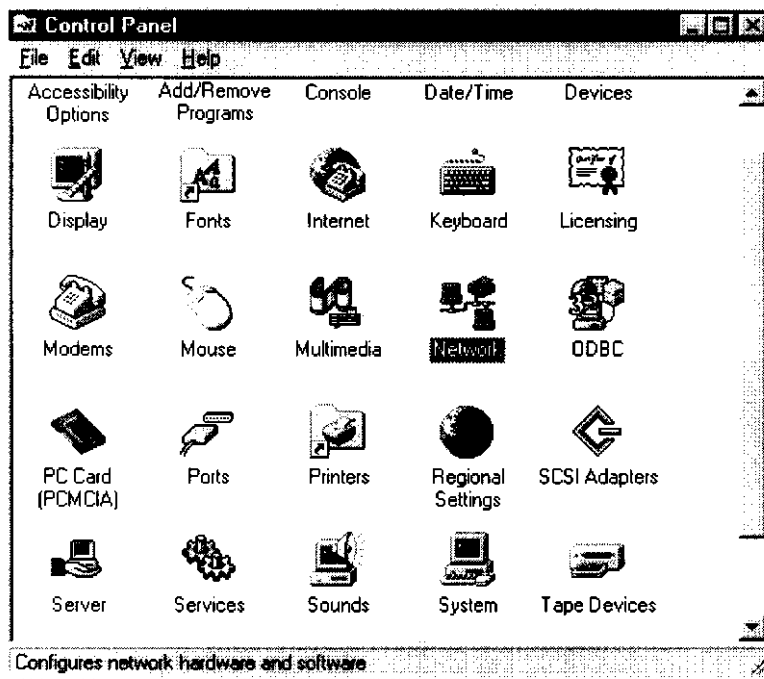 Control Panel
File Edit View Help
Accessibility Options
Add/Remove Programs
Console
Date/Time
Devices
Display
Fonts
Internet
Keyboard
Licensing
Modems
Mouse
Multimedia
Network
ODBC
PC Card (PCMCIA)
Ports
Printers
Regional Settings
SCSI Adapters
Server
Services
Sounds
System
Tape Devices
Configures network hardware and software